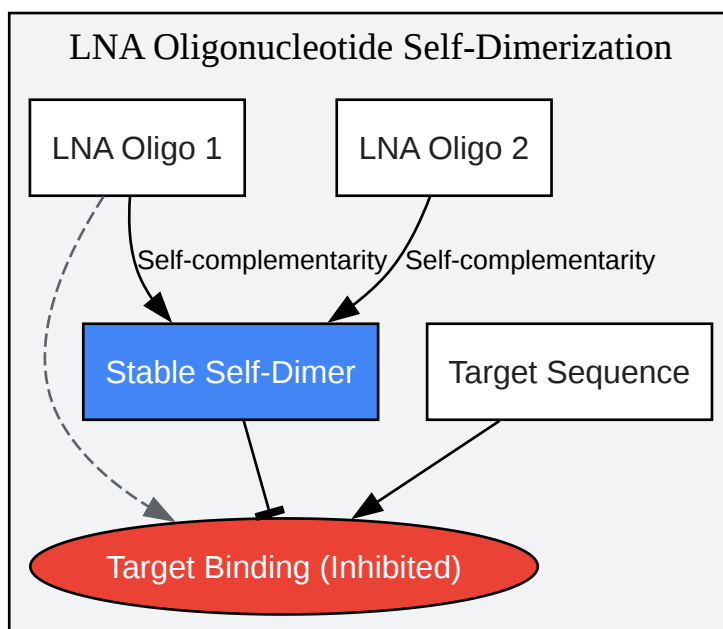 LNA Oligonucleotide Self-Dimerization
LNA Oligo 1
LNA Oligo 2
Self-complementarity
Self-complementarity
Stable Self-Dimer
Target Sequence
Target Binding (Inhibited)